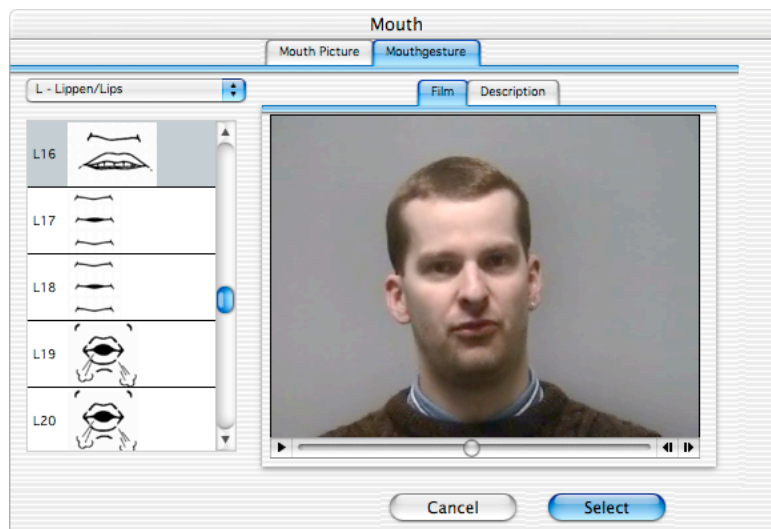 Mouth
Mouth Picture Mouthgesture
L - Lippen/Lips
Film Description
L16
L17
L18
L19
L20
Cancel Select